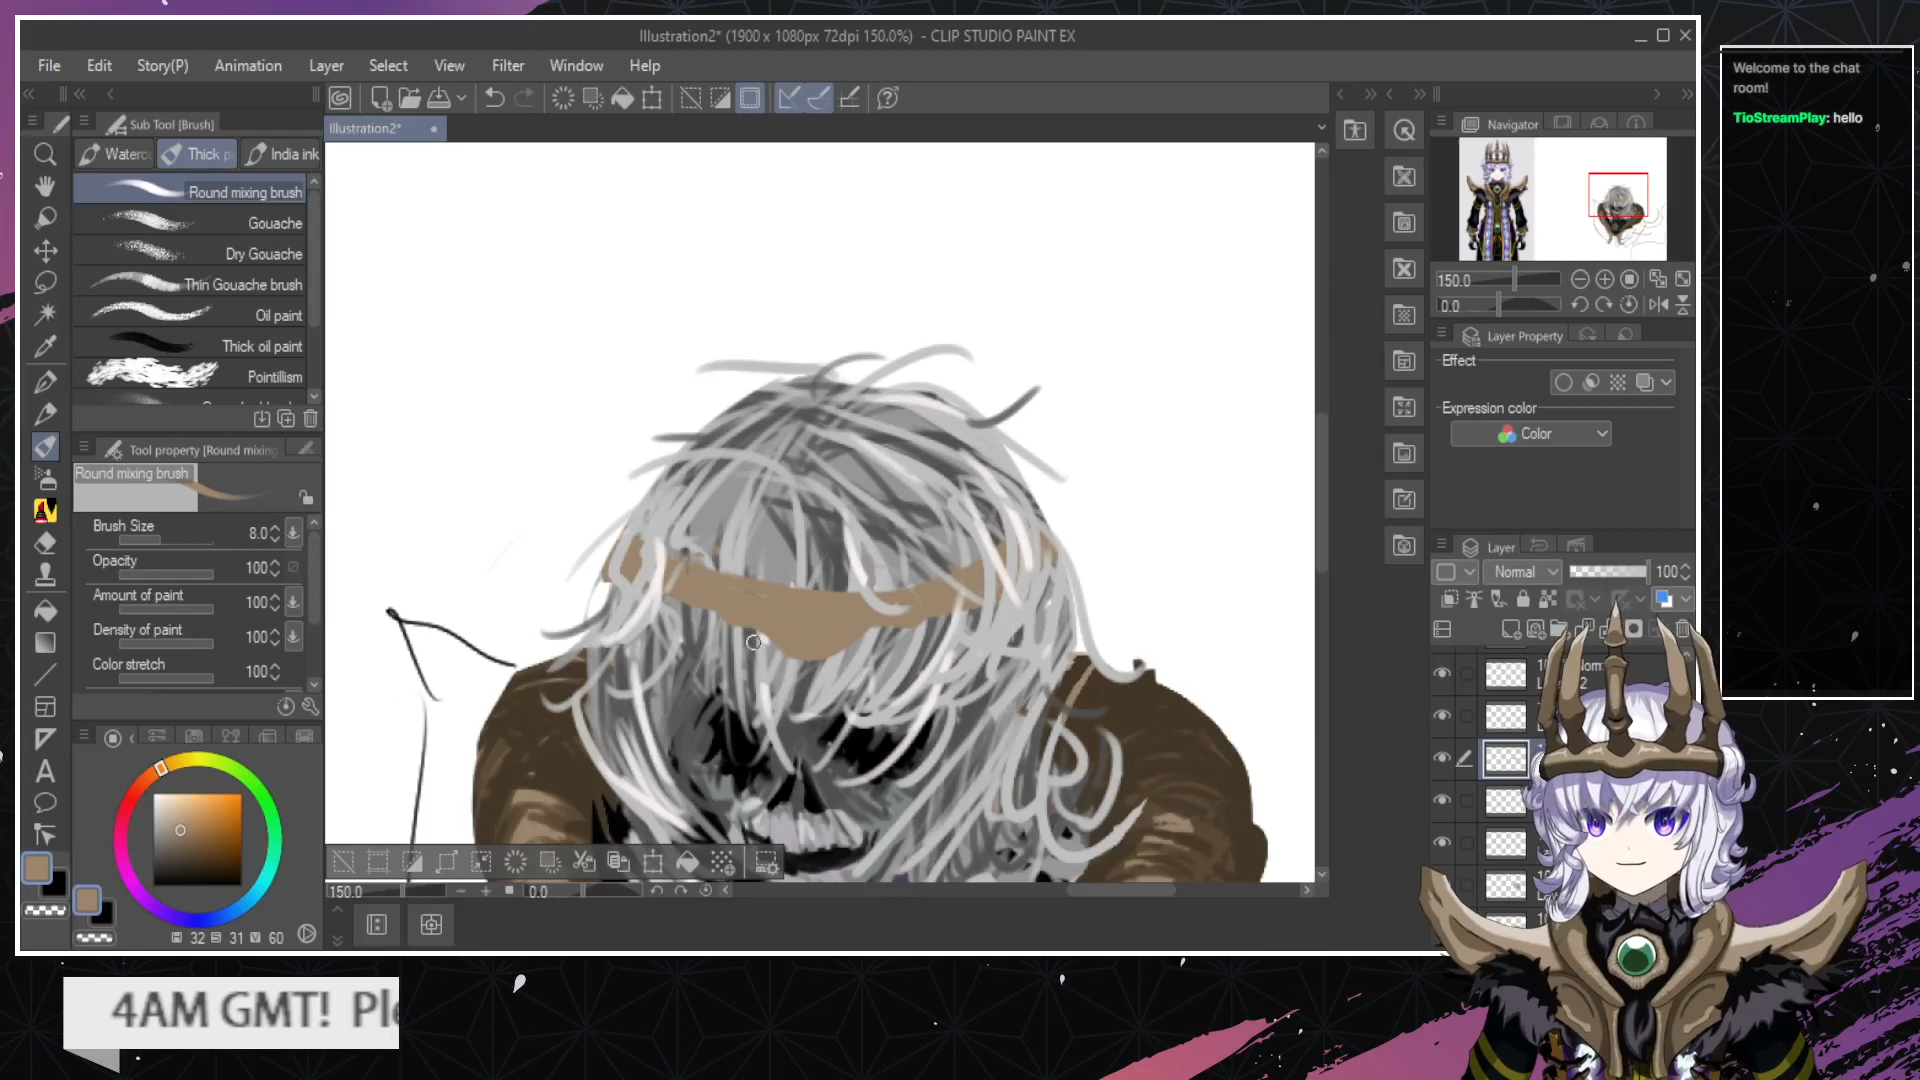 Illustration2* (1900 x 1080px 72dpi 150.0%) - CLIP STUDIO PAINT EX
File Edit Story(P) Animation Layer Select View Filter Window Help
Sub Tool [Brush]
Illustration2*
Thick p
India ink
Round mixing brush
Gouache
Dry Gouache
Thin Gouache brush
Oil paint
Thick oil paint
Pointillism
Tool property [Round mixing
Round mixing brush
Brush Size 8.0
Opacity 100
Amount of paint 100
Density of paint 100
Color stretch 100
32 31 60
150.0 0.0
Navigator
150.0
0.0
Layer Property
Effect
Expression color
Color
Layer
Normal 100
Welcome to the chat
room!
TioStreamPlay: hello
4AM GMT! Ple